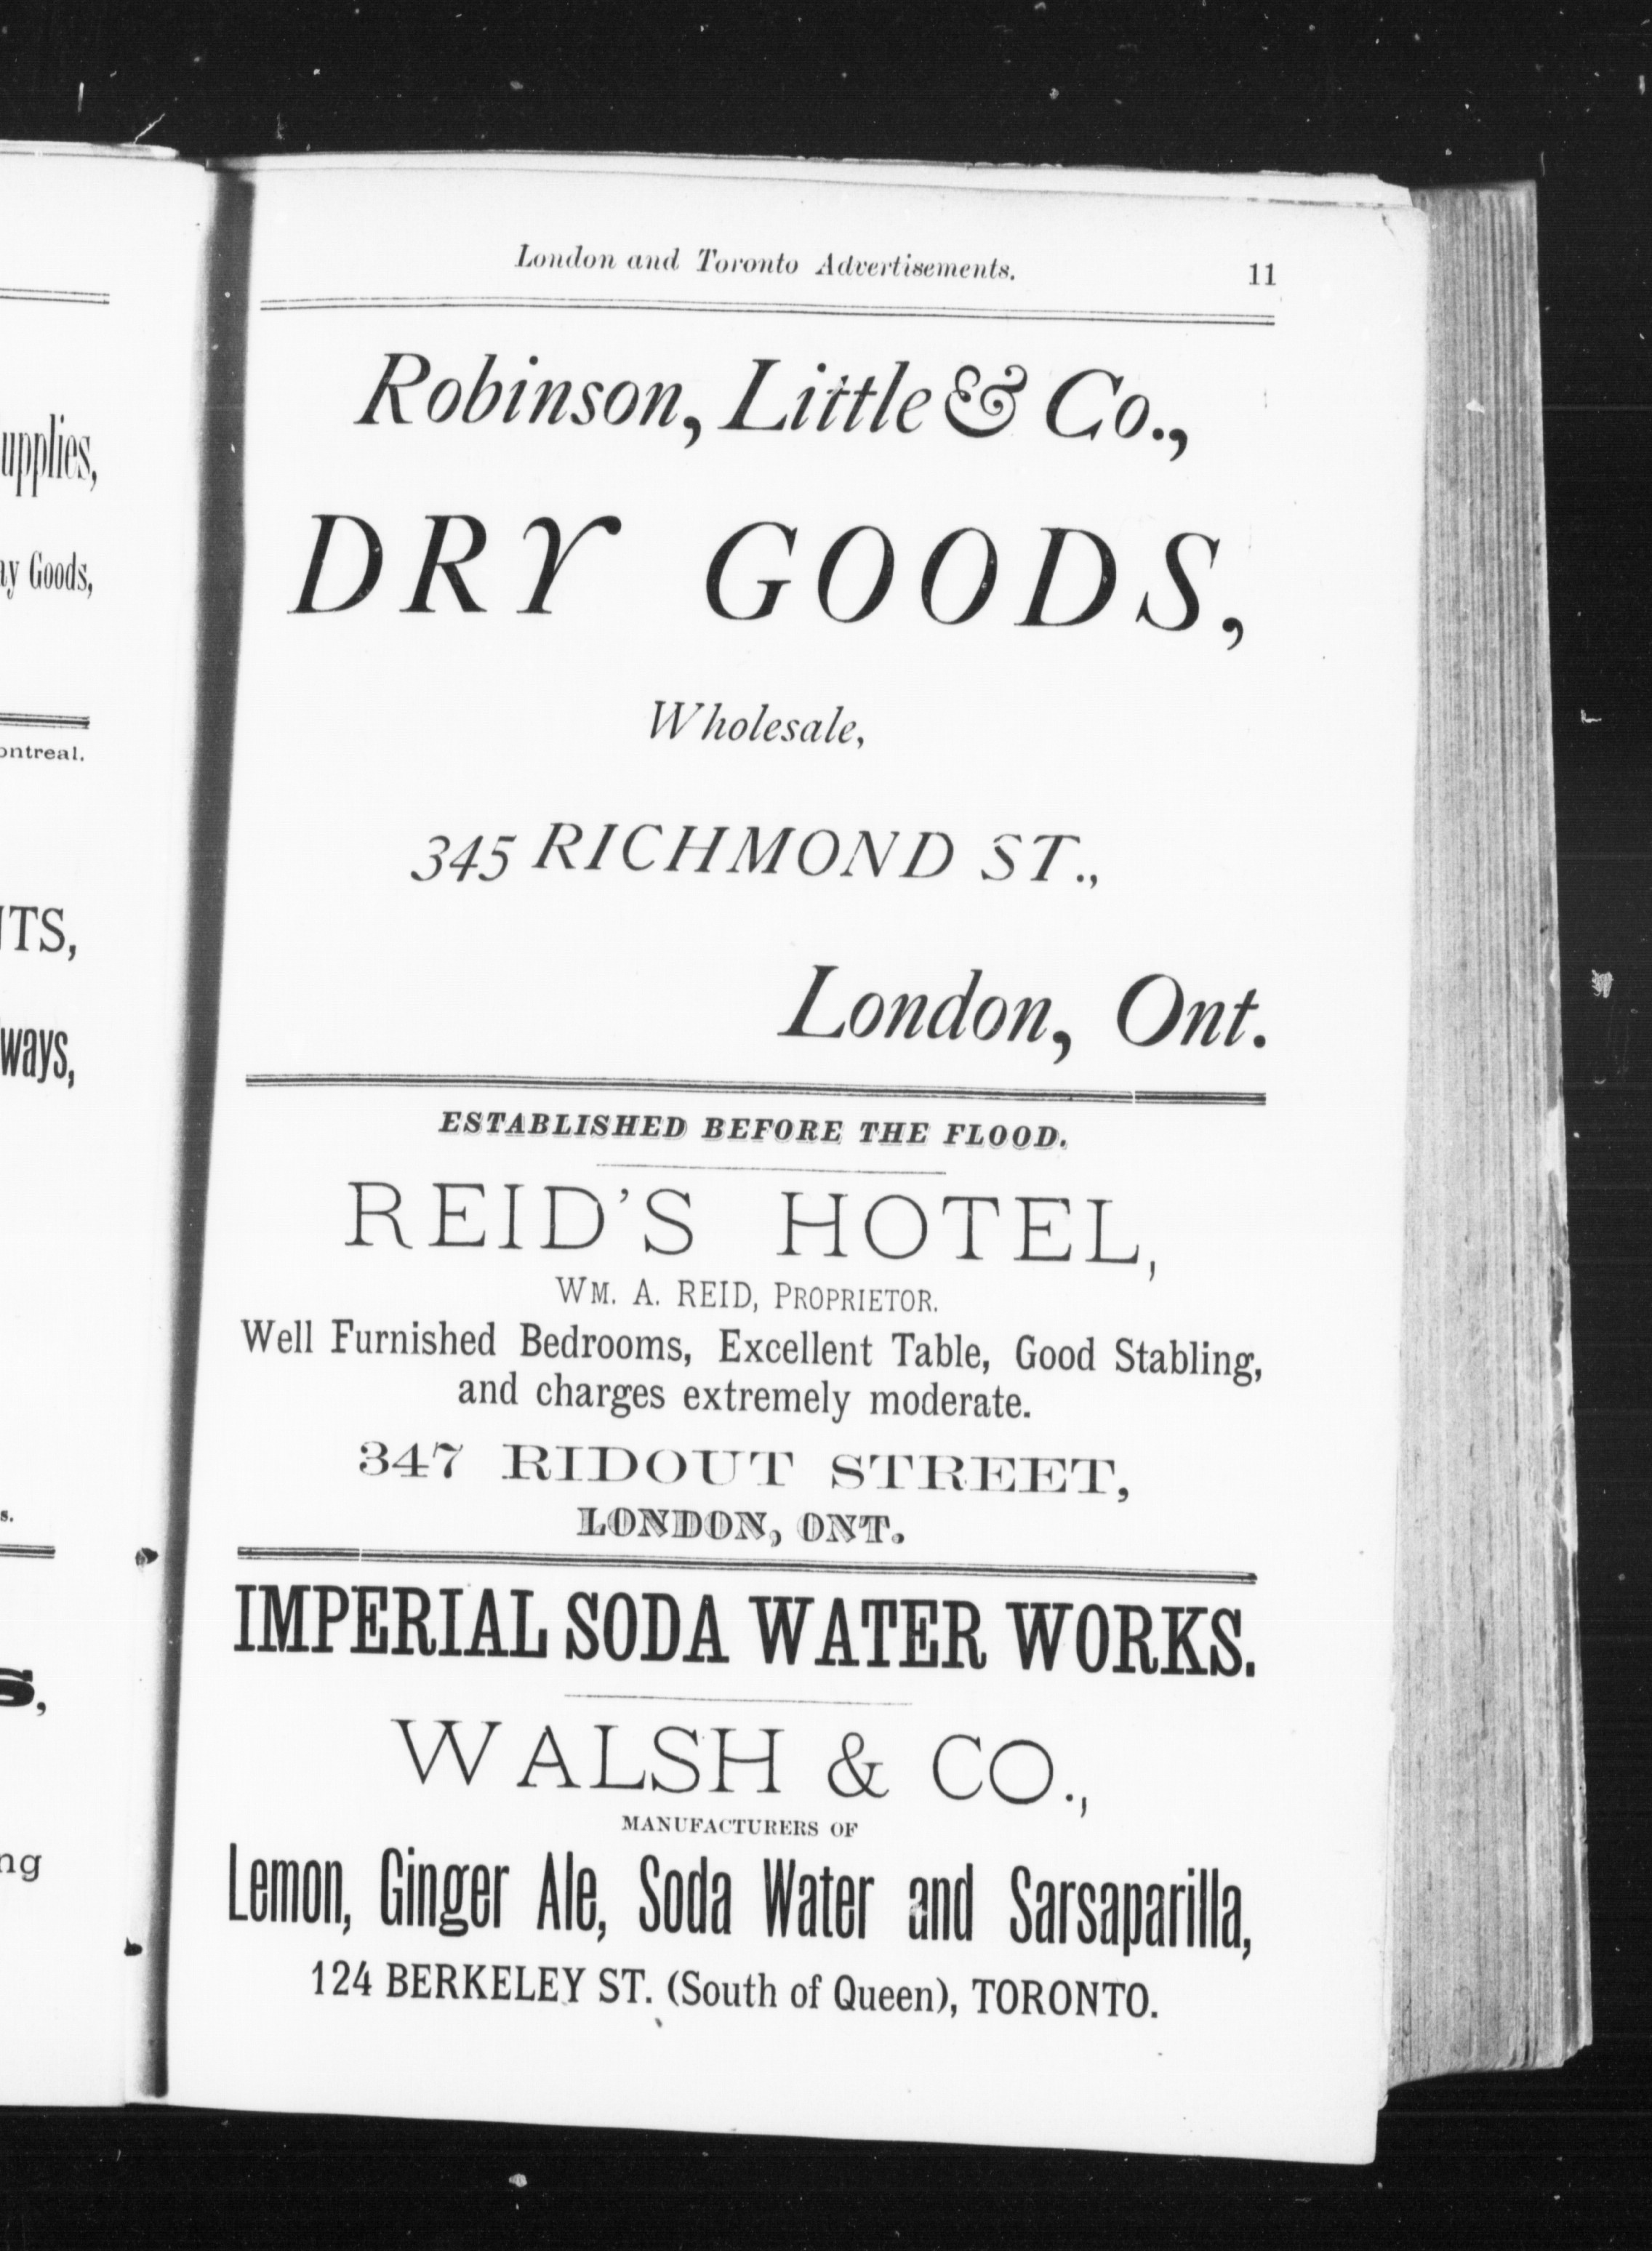 upplies,
Goods,
TS,
ways,
s.
London and Toronto Advertisements. 11
Robinson, Little & Co.,
DRY GOODS,
Wholesale,
345 RICHMOND ST.,
London, Ont.
ESTABLISHED BEFORE THE FLOOD.
REID'S HOTEL,
WM. A. REID, PROPRIETOR.
Well Furnished Bedrooms, Excellent Table, Good Stabling,
and charges extremely moderate.
347 RIDOUT STREET,
LONDON, ONT.
IMPERIAL SODA WATER WORKS.
WALSH & CO.,
MANUFACTURERS OF
Lemon, Ginger Ale, Soda Water and Sarsaparilla,
124 BERKELEY ST. (South of Queen), TORONTO.